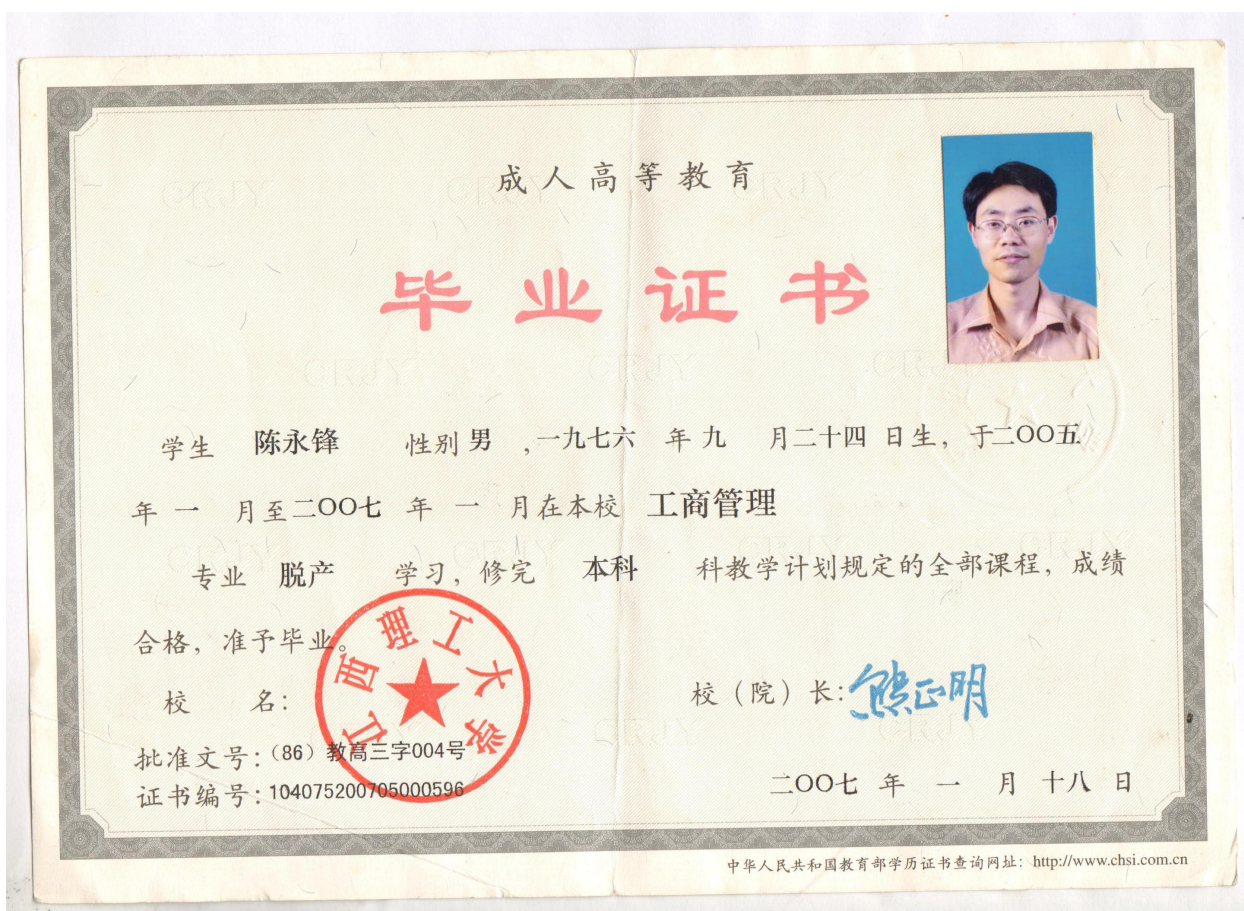 成人高等教育
毕业证书
学生 陈永锋 性别 男 ,一九七六 年 九 月二十四 日生，于二OO五
年 一 月至二OO七 年 一 月在本校 工商管理
专业 脱产 学习，修完 本科 科教学计划规定的全部课程，成绩
合格，准予毕业。
江西理工大学
校 名： 校（院）长：熊正明
批准文号：（86）教高三字004号
证书编号：104075200705000596
二OO七 年 一 月 十八 日
中华人民共和国教育部学历证书查询网址：http://www.chsi.com.cn